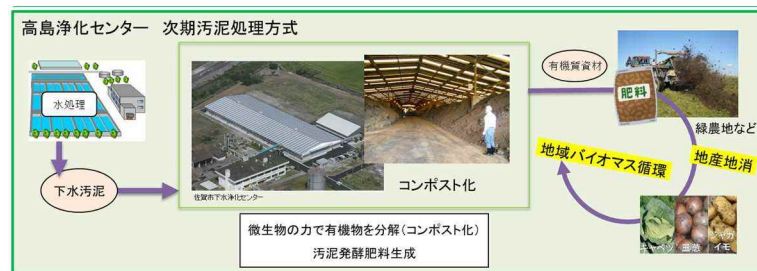 高島浄化センター 次期汚泥処理方式
水処理
下水汚泥
佐賀市下水浄化センター
コンポスト化
微生物の力で有機物を分解(コンポスト化)
汚泥発酵肥料生成
有機質資材
肥料
緑農地など
地域バイオマス循環
地産地消
キャベツ
玉葱
ジャガ
イモ